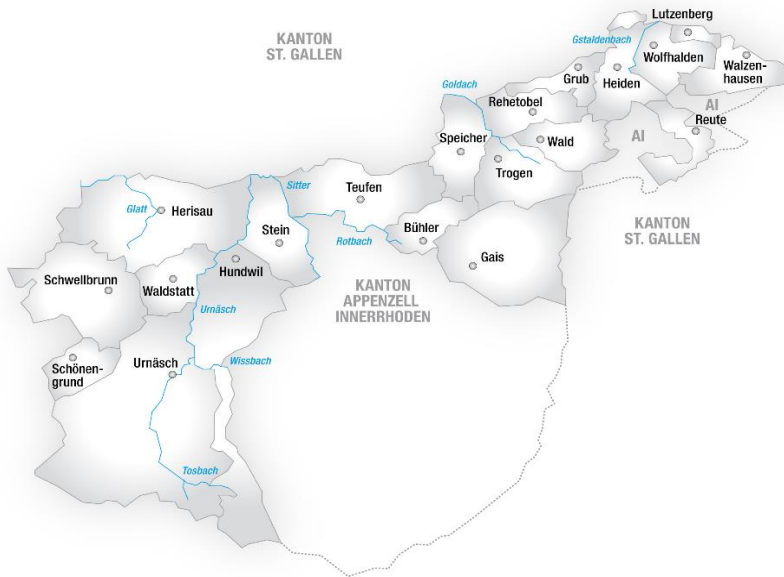 Lutzenberg
KANTON
ST. GALLEN
Gstaldenbach
Wolfhalden
Walzen-
hausen
Grub
Heiden
Goldach
Rehetobel
AI
Reute
Speicher
Wald
AI
Trogen
Teufen
Sitter
Glatt
Herisau
Stein
Bühler
Rotbach
KANTON
ST. GALLEN
Gais
Hundwil
Schwellbrunn
Waldstatt
KANTON
APPENZELL
INNERRHODEN
Urnäsch
Schönen-
grund
Urnäsch
Wissbach
Tosbach